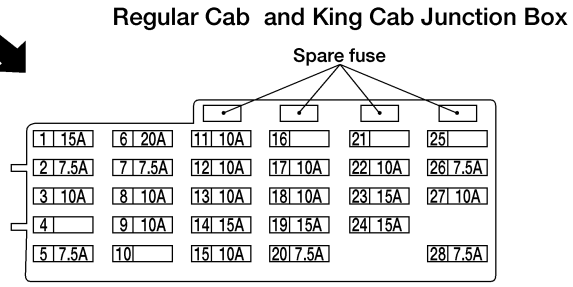 Regular Cab and King Cab Junction Box
Spare fuse
1 15A 6 20A 11 10A 16 21 25
2 7.5A 7 7.5A 12 10A 17 10A 22 10A 26 7.5A
3 10A 8 10A 13 10A 18 10A 23 15A 27 10A
4 9 10A 14 15A 19 15A 24 15A
5 7.5A 10 15 10A 20 7.5A 28 7.5A